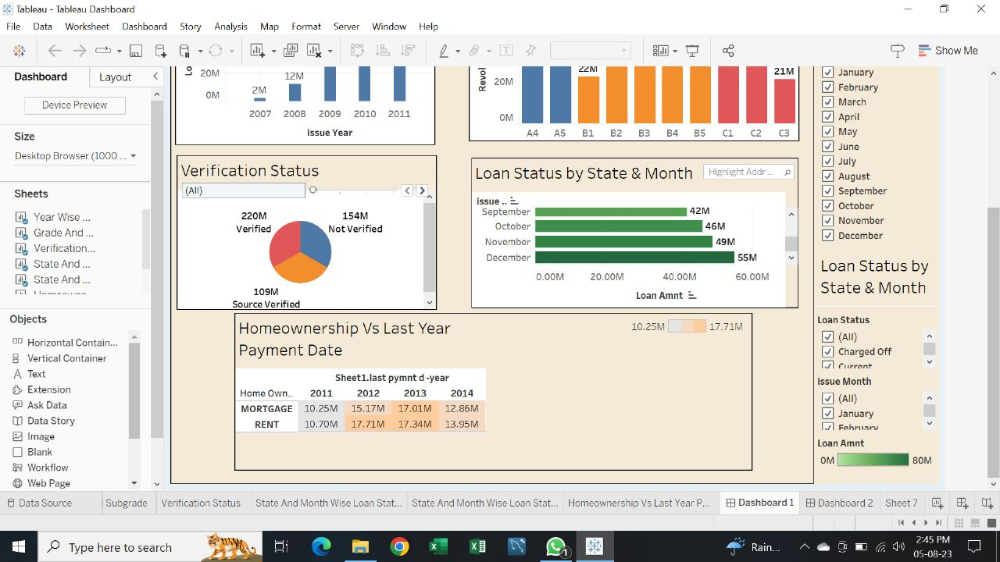 Tableau - Tableau Dashboard
File Data Worksheet Dashboard Story Analysis Map Format Server Window Help
Show Me
Dashboard Layout
Device Preview
Size
Desktop Browser (1000 ...
Sheets
Year Wise ...
Grade And ...
Verification...
State And ...
State And ...
Objects
Horizontal Contain...
Vertical Container
Text
Extension
Ask Data
Data Story
Image
Blank
Workflow
Web Page
20M
0M
2M
12M
2007 2008 2009 2010 2011
issue Year
Revol
20M
0M
22M
21M
A4 A5 B1 B2 B3 B4 B5 C1 C2 C3
Verification Status
(All)
220M
Verified
154M
Not Verified
109M
Source Verified
Loan Status by State & Month
Highlight Addr ...
issue ..
September 42M
October 46M
November 49M
December 55M
0.00M 20.00M 40.00M 60.00M
Loan Amnt
Homeownership Vs Last Year
Payment Date
10.25M 17.71M
Sheet1.last pymnt d -year
Home Own.. 2011 2012 2013 2014
MORTGAGE 10.25M 15.17M 17.01M 12.86M
RENT 10.70M 17.71M 17.34M 13.95M
January
February
March
April
May
June
July
August
September
October
November
December
Loan Status by
State & Month
Loan Status
(All)
Charged Off
Current
issue Month
(All)
January
February
Loan Amnt
0M 80M
Data Source Subgrade Verification Status State And Month Wise Loan Stat... State And Month Wise Loan Stat... Homeownership Vs Last Year P... Dashboard 1 Dashboard 2 Sheet 7
Type here to search
1
Rain...
2:45 PM
05-08-23